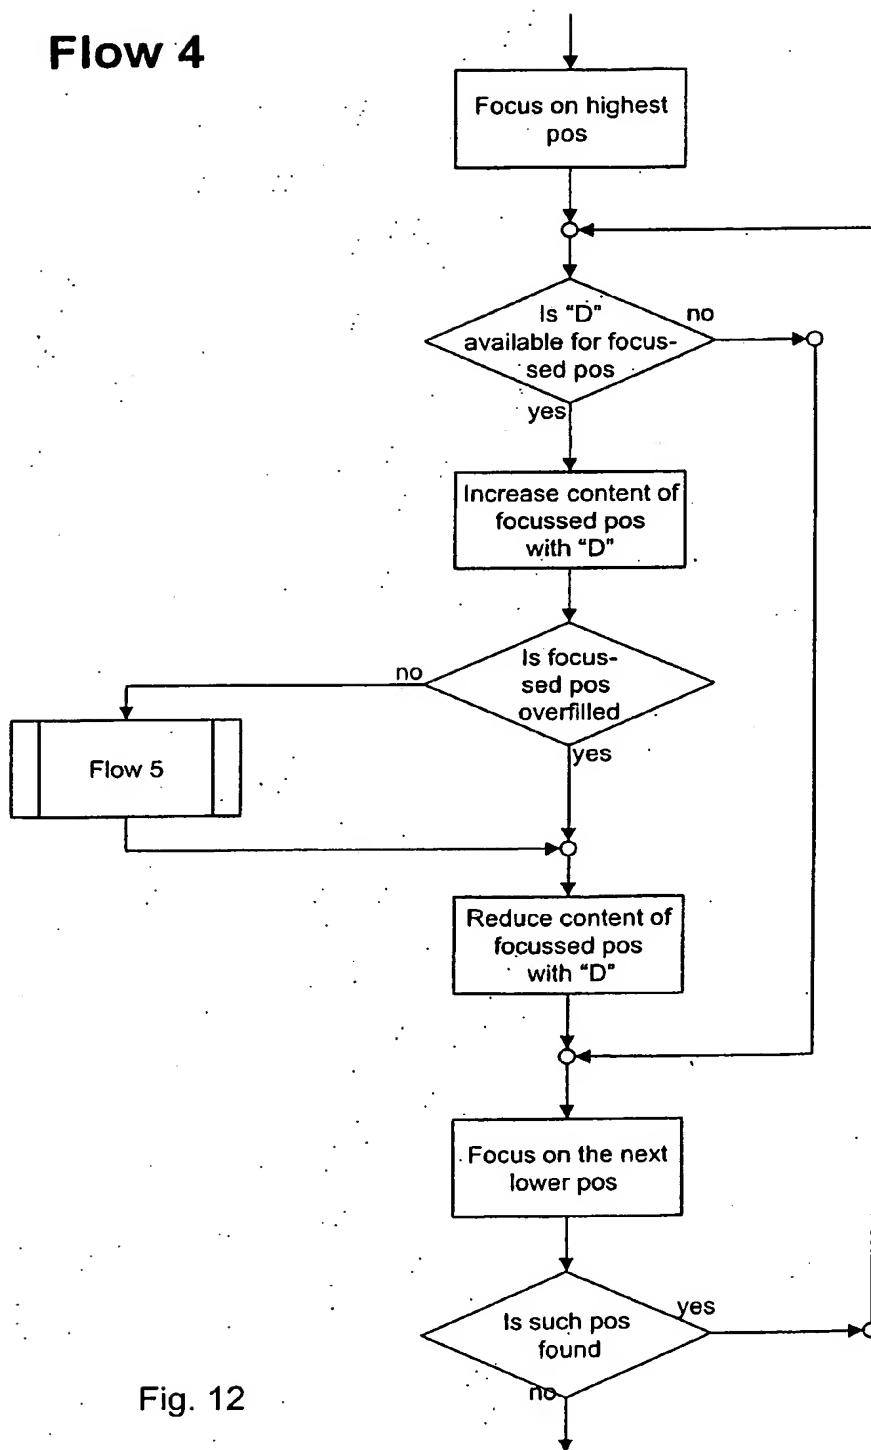 Flow 4
Focus on highest
pos
Is "D"
available for focus-
sed pos
no
yes
Increase content of
focussed pos
with "D"
Is focus-
sed pos
overfilled
no
yes
Flow 5
Reduce content of
focussed pos
with "D"
Focus on the next
lower pos
Is such pos
found
yes
no
Fig. 12